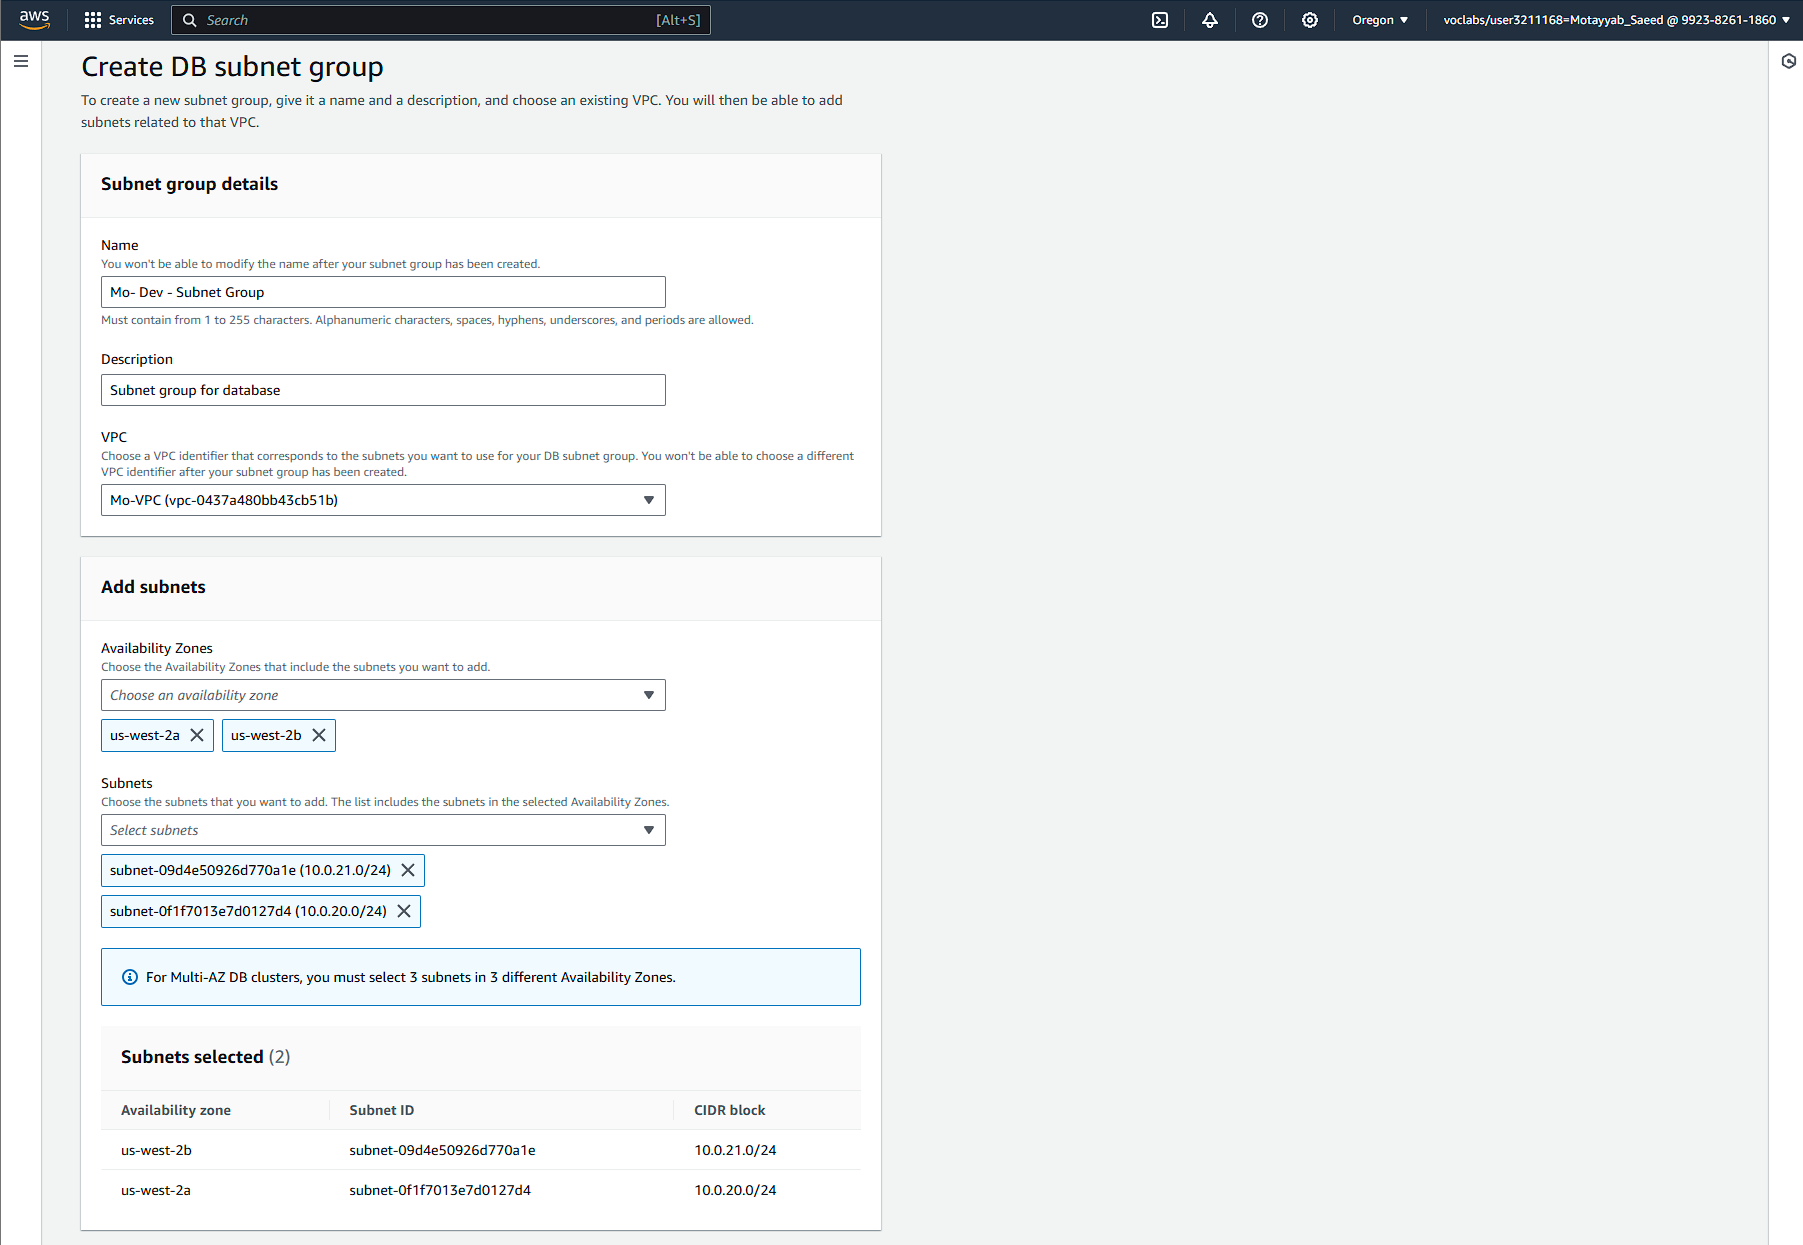 aws
Services
Search
[Alt+S]
Oregon
voclabs/user3211168=Motayyab_Saeed @ 9923-8261-1860
Create DB subnet group
To create a new subnet group, give it a name and a description, and choose an existing VPC. You will then be able to add
subnets related to that VPC.
Subnet group details
Name
You won't be able to modify the name after your subnet group has been created.
Mo- Dev - Subnet Group
Must contain from 1 to 255 characters. Alphanumeric characters, spaces, hyphens, underscores, and periods are allowed.
Description
Subnet group for database
VPC
Choose a VPC identifier that corresponds to the subnets you want to use for your DB subnet group. You won't be able to choose a different
VPC identifier after your subnet group has been created.
Mo-VPC (vpc-0437a480bb43cb51b)
Add subnets
Availability Zones
Choose the Availability Zones that include the subnets you want to add.
Choose an availability zone
us-west-2a
us-west-2b
Subnets
Choose the subnets that you want to add. The list includes the subnets in the selected Availability Zones.
Select subnets
subnet-09d4e50926d770a1e (10.0.21.0/24)
subnet-0f1f7013e7d0127d4 (10.0.20.0/24)
For Multi-AZ DB clusters, you must select 3 subnets in 3 different Availability Zones.
Subnets selected (2)
Availability zone Subnet ID CIDR block
us-west-2b subnet-09d4e50926d770a1e 10.0.21.0/24
us-west-2a subnet-0f1f7013e7d0127d4 10.0.20.0/24